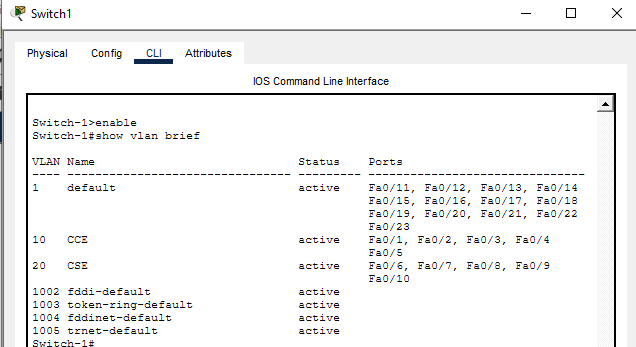 Switch1
Physical Config CLI Attributes
IOS Command Line Interface
Switch-1>enable
Switch-1#show vlan brief
VLAN Name                             Status    Ports
---- -------------------------------- --------- -------------------------------
1    default                          active    Fa0/11, Fa0/12, Fa0/13, Fa0/14
                                                Fa0/15, Fa0/16, Fa0/17, Fa0/18
                                                Fa0/19, Fa0/20, Fa0/21, Fa0/22
                                                Fa0/23
10   CCE                              active    Fa0/1, Fa0/2, Fa0/3, Fa0/4
                                                Fa0/5
20   CSE                              active    Fa0/6, Fa0/7, Fa0/8, Fa0/9
                                                Fa0/10
1002 fddi-default                     active
1003 token-ring-default               active
1004 fddinet-default                  active
1005 trnet-default                    active
Switch-1#